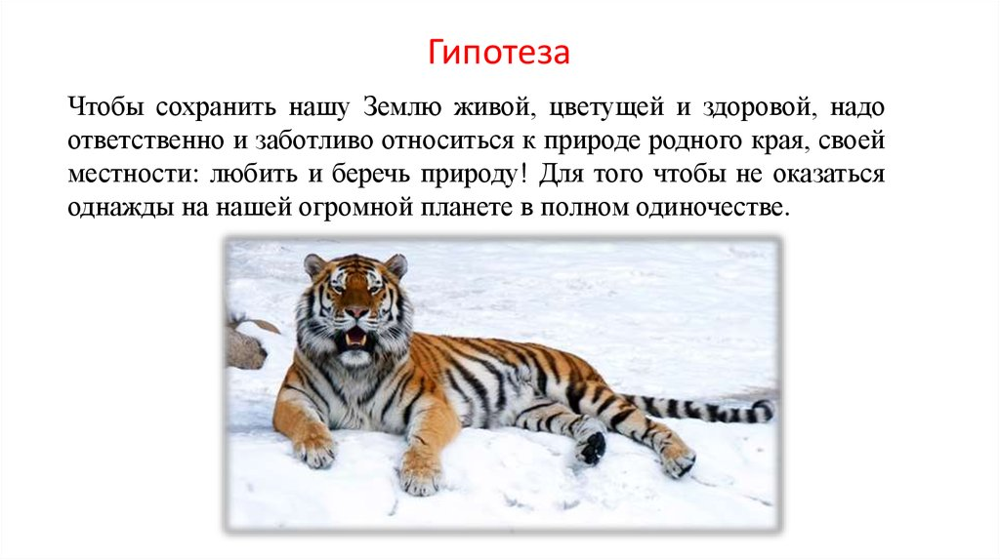 Гипотеза
Чтобы сохранить нашу Землю живой, цветущей и здоровой, надо
ответственно и заботливо относиться к природе родного края, своей
местности: любить и беречь природу! Для того чтобы не оказаться
однажды на нашей огромной планете в полном одиночестве.